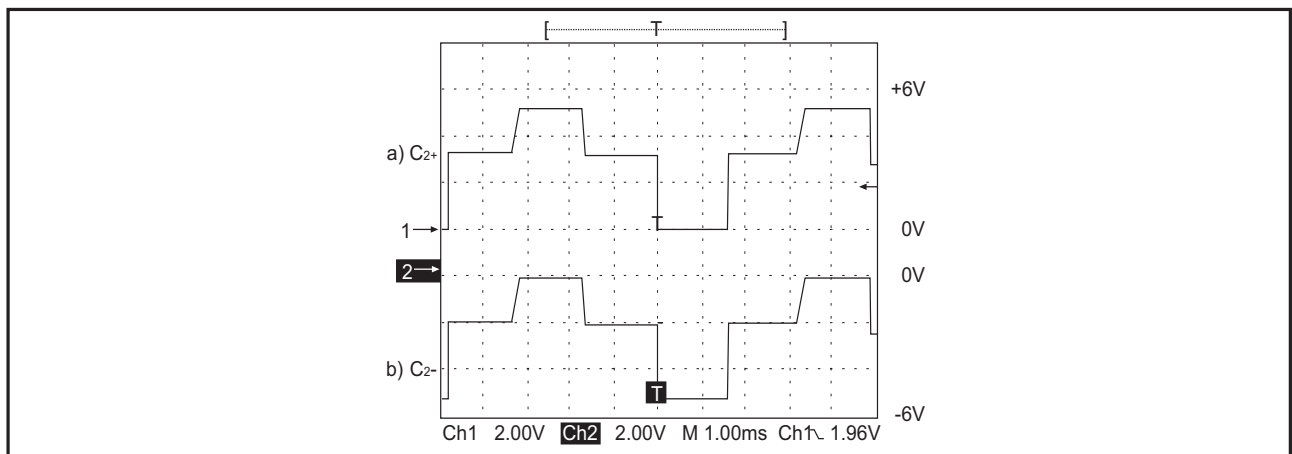 [ T ]
+6V
a) C2+
T
1
0V
2
0V
b) C2-
T
-6V
Ch1 2.00V Ch2 2.00V M 1.00ms Ch1 1.96V